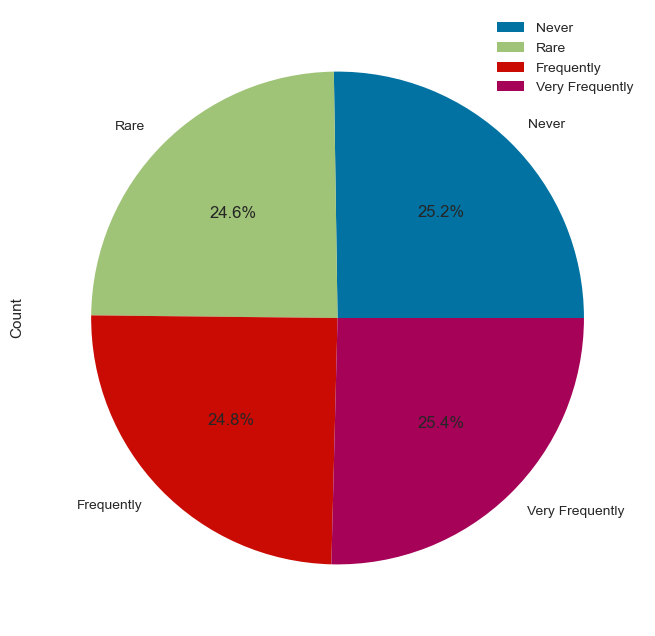 Never
Rare
Frequently
Very Frequently
Never
Rare
25.2%
24.6%
Count
24.8%
25.4%
Frequently
Very Frequently